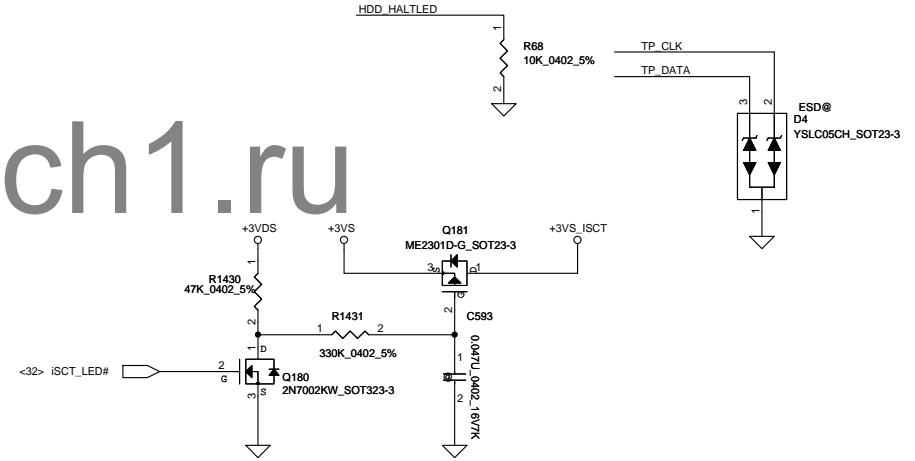 HDD_HALTLED
1
R68
10K_0402_5%
2
TP_CLK
TP_DATA
3
2
ESD@
D4
YSLC05CH_SOT23-3
1
ch1.ru
+3VDS
+3VS
Q181
ME2301D-G_SOT23-3
+3VS_ISCT
3
S
D
1
G
2
1
R1430
47K_0402_5%
2
R1431
1
2
330K_0402_5%
C593
0.047U_0402_16V7K
1
@
2
1
D
<32> iSCT_LED#
2
G
Q180
2N7002KW_SOT323-3
3
S